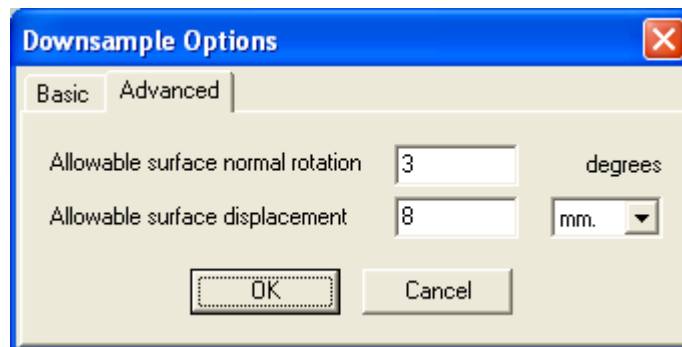 Downsample Options
Basic Advanced
Allowable surface normal rotation 3 degrees
Allowable surface displacement 8 mm.
OK Cancel